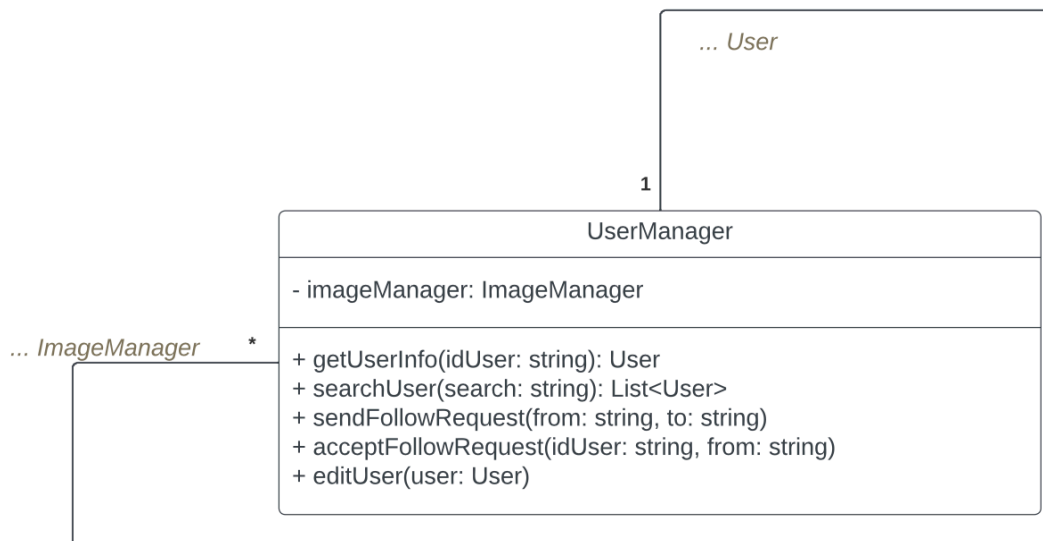 ... User
1
UserManager
- imageManager: ImageManager
... ImageManager
*
+ getUserInfo(idUser: string): User
+ searchUser(search: string): List<User>
+ sendFollowRequest(from: string, to: string)
+ acceptFollowRequest(idUser: string, from: string)
+ editUser(user: User)